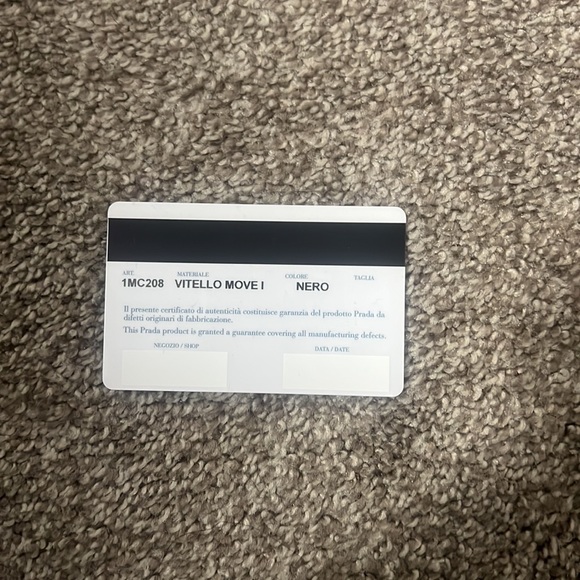 ART. MATERIALE COLORE TAGLIA
1MC208 VITELLO MOVE I NERO
Il presente certificato di autenticità costituisce garanzia del prodotto Prada da
difetti originari di fabbricazione.
This Prada product is granted a guarantee covering all manufacturing defects.
NEGOZIO / SHOP DATA / DATE